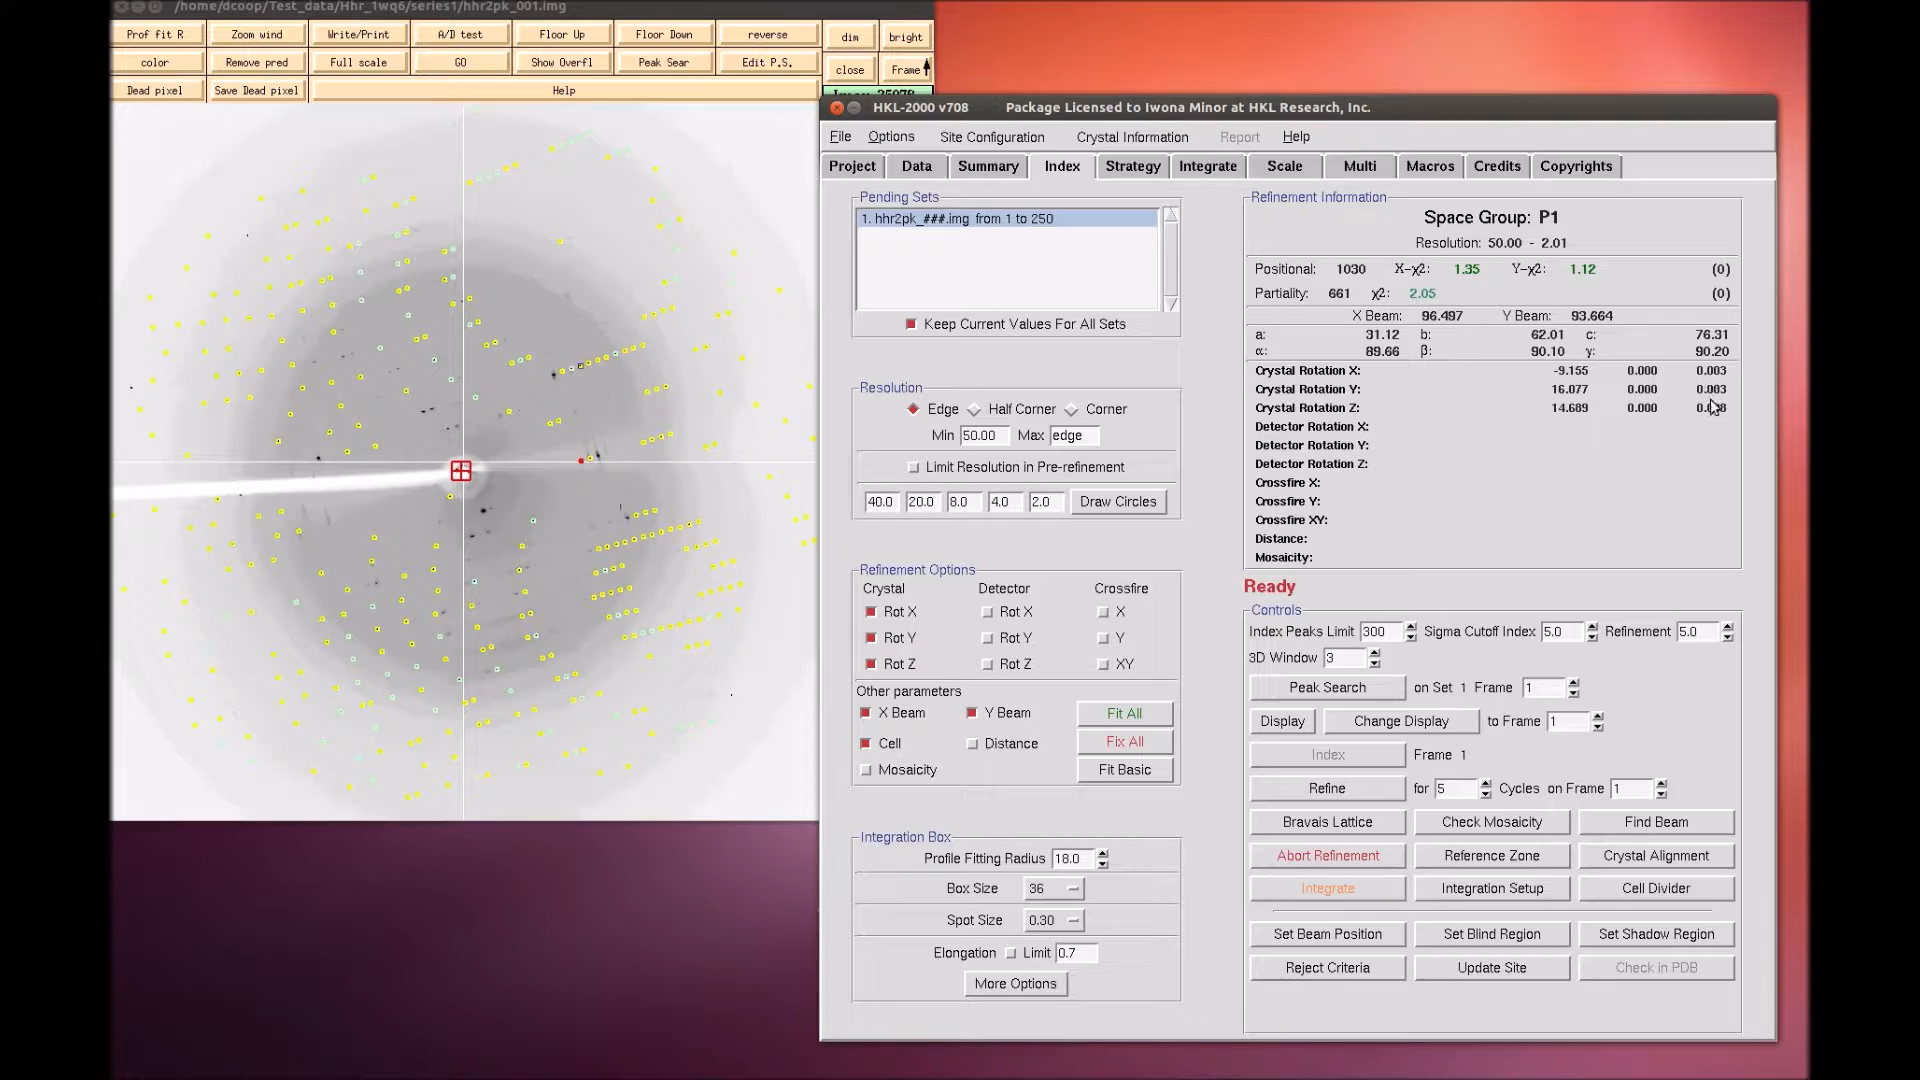 /home/dcoop/Test_data/Hhr_1wq6/series1/hhr2pk_001.img
Prof fit R Zoom wind Write/Print A/D test Floor Up Floor Down reverse dim bright
color Remove pred Full scale GO Show Overfl Peak Sear Edit P.S. close Frame
Dead pixel Save Dead pixel Help
HKL-2000 v708 Package Licensed to Iwona Minor at HKL Research, Inc.
File Options Site Configuration Crystal Information Report Help
Project Data Summary Index Strategy Integrate Scale Multi Macros Credits Copyrights
Pending Sets
1. hhr2pk_###.img from 1 to 250
Keep Current Values For All Sets
Resolution
Edge Half Corner Corner
Min 50.00 Max edge
Limit Resolution in Pre-refinement
40.0 20.0 8.0 4.0 2.0 Draw Circles
Refinement Options
Crystal Detector Crossfire
Rot X Rot X X
Rot Y Rot Y Y
Rot Z Rot Z XY
Other parameters
X Beam Y Beam Fit All
Cell Distance Fix All
Mosaicity Fit Basic
Integration Box
Profile Fitting Radius 18.0
Box Size 36
Spot Size 0.30
Elongation Limit 0.7
More Options
Refinement Information
Space Group: P1
Resolution: 50.00 - 2.01
Positional: 1030 X-χ2: 1.35 Y-χ2: 1.12 (0)
Partiality: 661 χ2: 2.05 (0)
X Beam: 96.497 Y Beam: 93.664
a: 31.12 b: 62.01 c: 76.31
α: 89.66 β: 90.10 γ: 90.20
Crystal Rotation X: -9.155 0.000 0.003
Crystal Rotation Y: 16.077 0.000 0.003
Crystal Rotation Z: 14.689 0.000
Detector Rotation X:
Detector Rotation Y:
Detector Rotation Z:
Crossfire X:
Crossfire Y:
Crossfire XY:
Distance:
Mosaicity:
Ready
Controls
Index Peaks Limit 300 Sigma Cutoff Index 5.0 Refinement 5.0
3D Window 3
Peak Search on Set 1 Frame 1
Display Change Display to Frame 1
Index Frame 1
Refine for 5 Cycles on Frame 1
Bravais Lattice Check Mosaicity Find Beam
Abort Refinement Reference Zone Crystal Alignment
Integrate Integration Setup Cell Divider
Set Beam Position Set Blind Region Set Shadow Region
Reject Criteria Update Site Check in PDB